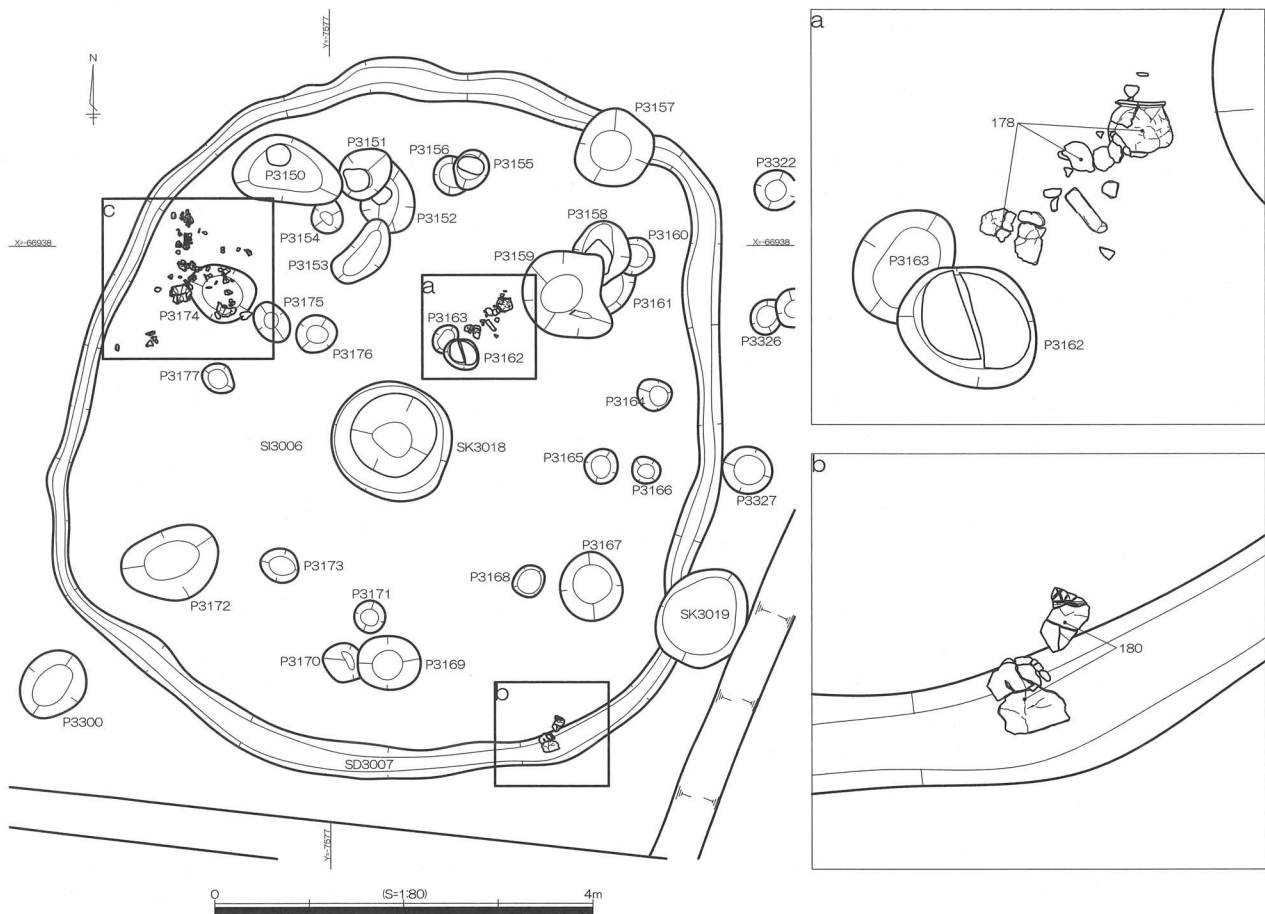 Y=-7577
N
P3157
P3151
P3156
P3155
P3150
P3322
c
P3152
P3154
P3158
X=-66938
X=-66938
P3153
P3159
P3160
a
P3174
P3175
P3161
P3163
P3326
P3176
P3162
P3177
P3164
SI3006
SK3018
P3165
P3166
P3327
P3167
P3173
P3168
P3172
P3171
SK3019
P3170
P3169
P3300
b
SD3007
Y=-7577
0
(S=1:80)
4m
a
178
P3163
P3162
b
180